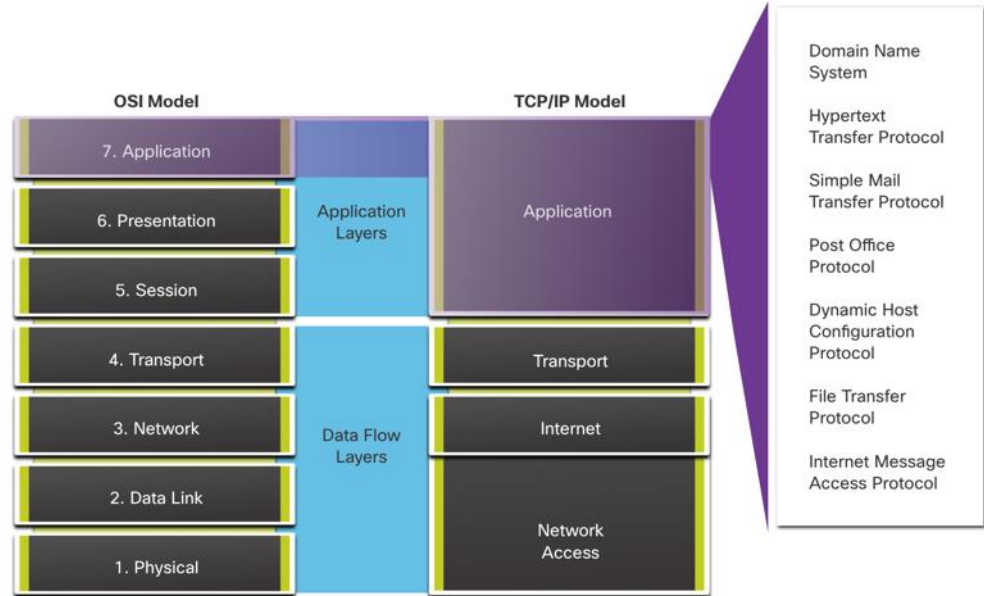 OSI Model
7. Application
6. Presentation
5. Session
4. Transport
3. Network
2. Data Link
1. Physical
Application
Layers
Data Flow
Layers
TCP/IP Model
Application
Transport
Internet
Network
Access
Domain Name
System
Hypertext
Transfer Protocol
Simple Mail
Transfer Protocol
Post Office
Protocol
Dynamic Host
Configuration
Protocol
File Transfer
Protocol
Internet Message
Access Protocol